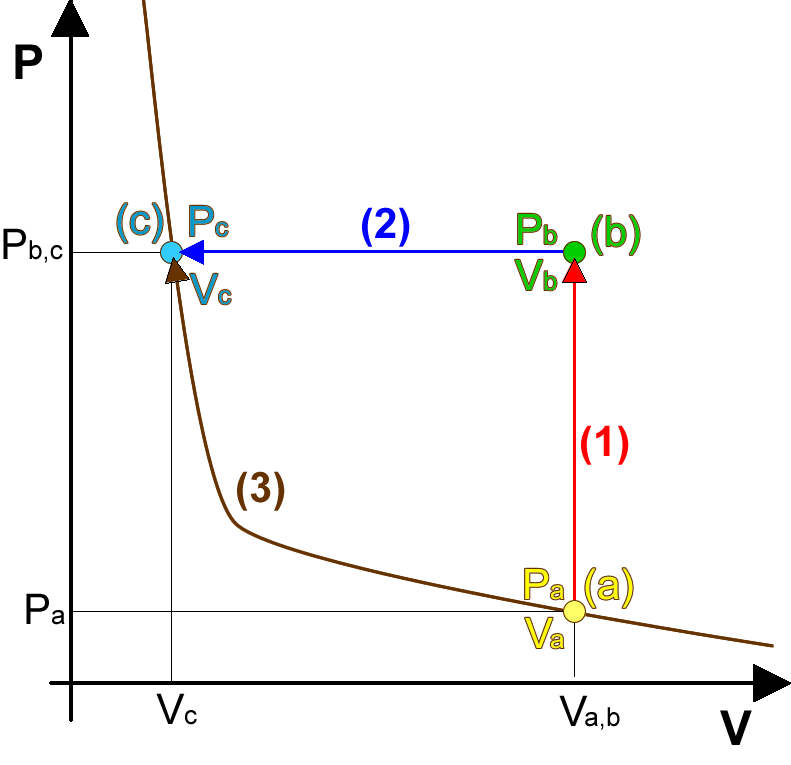 P
(c) Pc
(2)
Pb (b)
Pb,c
Vc
Vb
(1)
(3)
Pa (a)
Pa
Va
Vc
Va,b
V